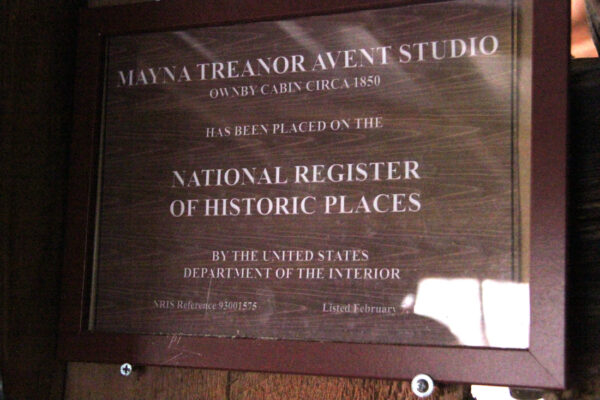 MAYNA TREANOR AVENT STUDIO
OWNBY CABIN CIRCA 1850
HAS BEEN PLACED ON THE
NATIONAL REGISTER
OF HISTORIC PLACES
BY THE UNITED STATES
DEPARTMENT OF THE INTERIOR
NRIS Reference 93001575 Listed February